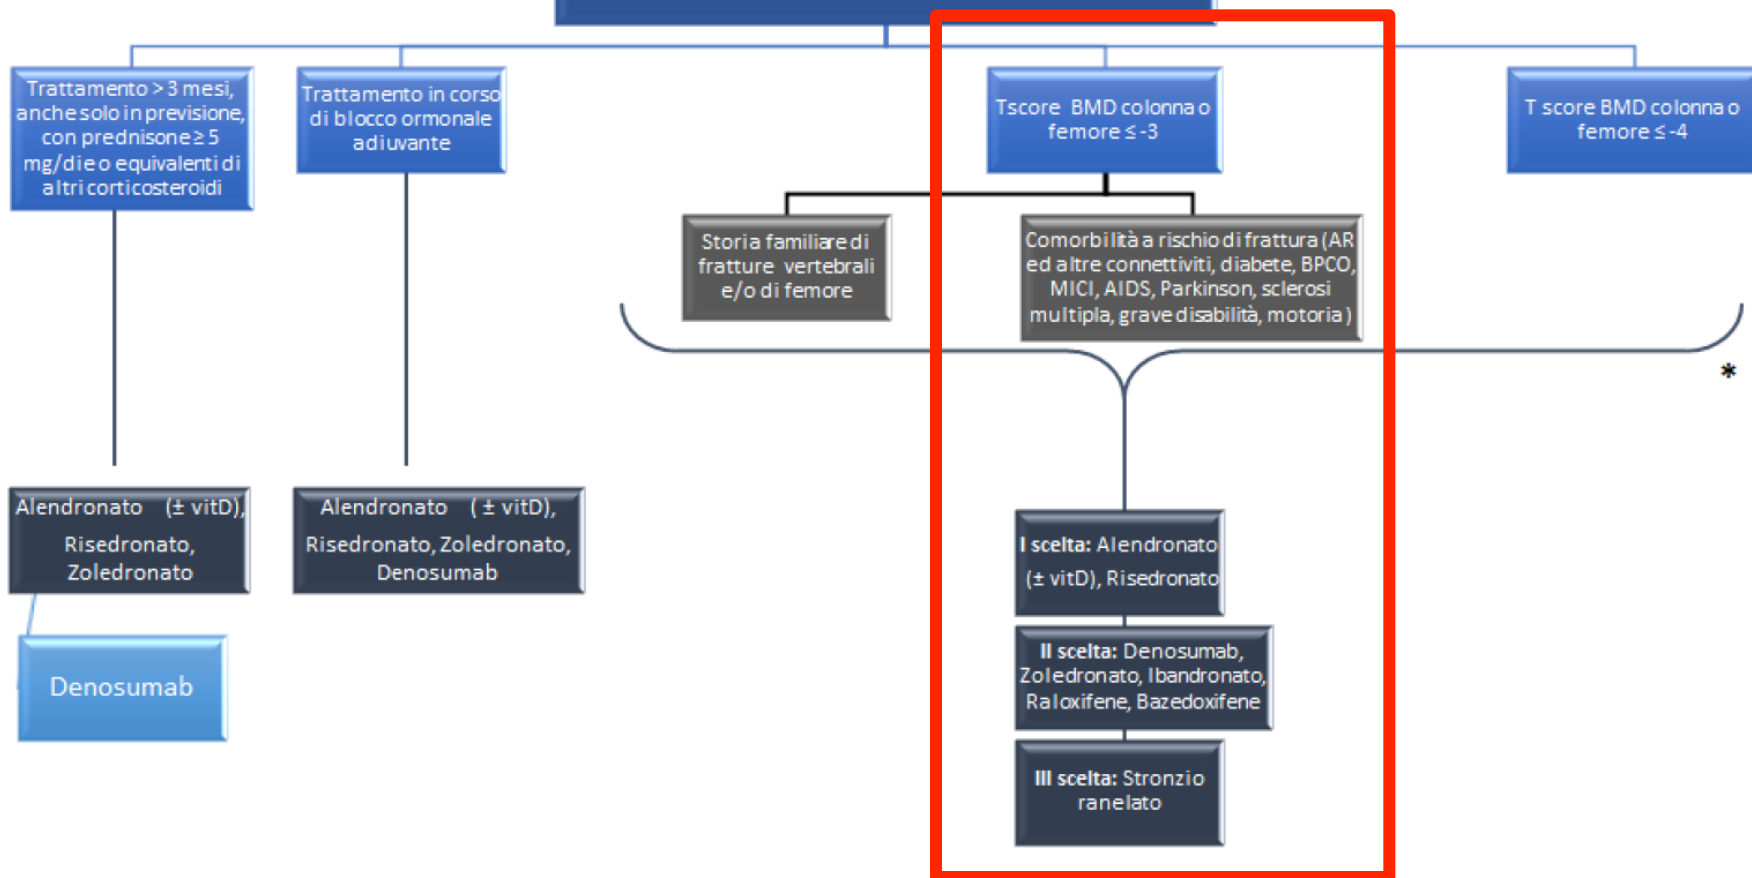 Trattamento > 3 mesi,
anche solo in previsione,
con prednisone ≥ 5
mg/die o equivalenti di
altri corticosteroidi
Trattamento in corso
di blocco ormonale
adiuvante
Tscore BMD colonna o
femore ≤ -3
T score BMD colonna o
femore ≤ -4
Storia familiare di
fratture vertebrali
e/o di femore
Comorbilità a rischio di frattura (AR
ed altre connettiviti, diabete, BPCO,
MICI, AIDS, Parkinson, sclerosi
multipla, grave disabilità, motoria )
*
Alendronato (± vitD),
Risedronato,
Zoledronato
Alendronato ( ± vitD),
Risedronato, Zoledronato,
Denosumab
I scelta: Alendronato
(± vitD), Risedronato
Denosumab
II scelta: Denosumab,
Zoledronato, Ibandronato,
Raloxifene, Bazedoxifene
III scelta: Stronzio
ranelato